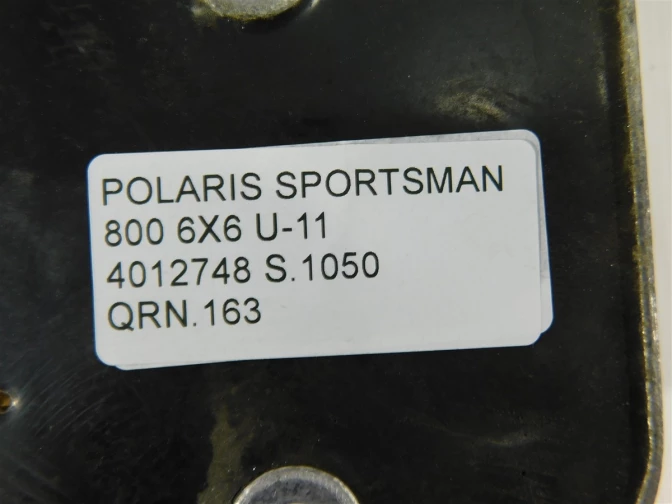 POLARIS SPORTSMAN
800 6X6 U-11
4012748 S.1050
QRN.163